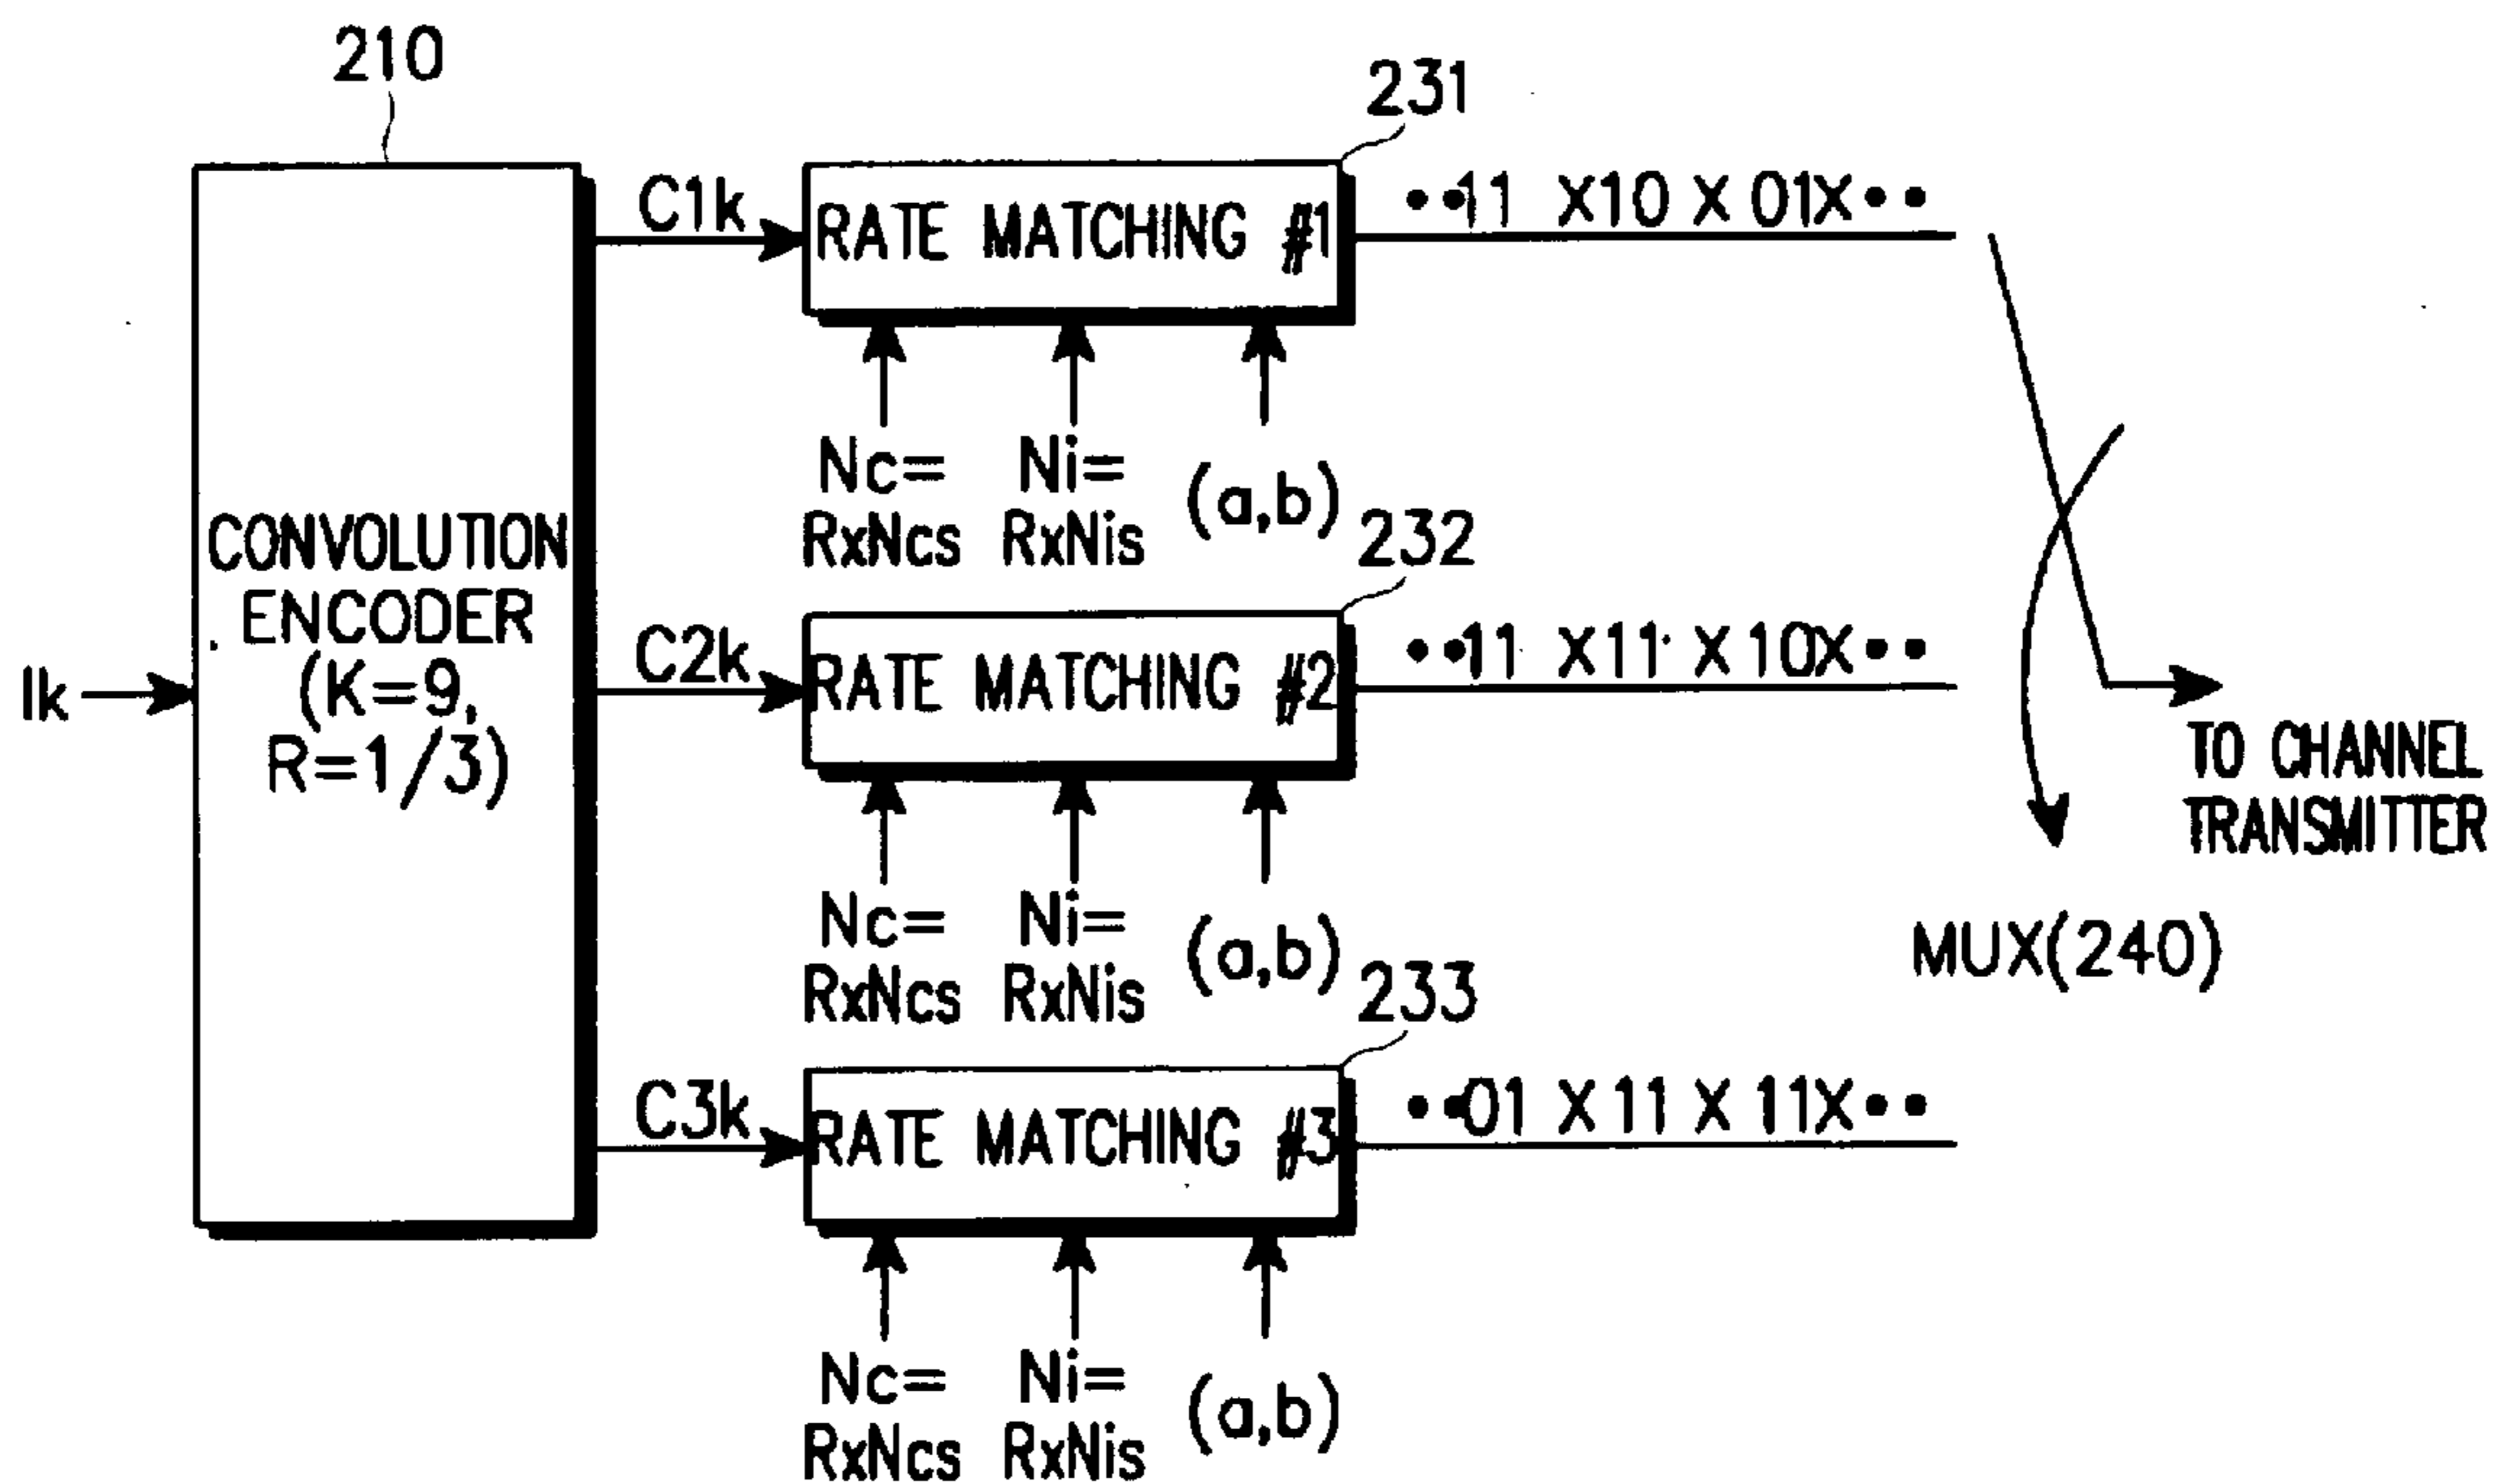 210
231
C1k
RATE MATCHING #1
••11 X10 X 01X••
Nc=
RxNcs
Ni=
RxNis
(a,b)
232
CONVOLUTION
ENCODER
(K=9,
R=1/3)
Ik
C2k
RATE MATCHING #2
••11 X11 X 10X••
TO CHANNEL
TRANSMITTER
Nc=
RxNcs
Ni=
RxNis
(a,b)
MUX(240)
233
C3k
RATE MATCHING #3
••01 X11 X 11X••
Nc=
RxNcs
Ni=
RxNis
(a,b)